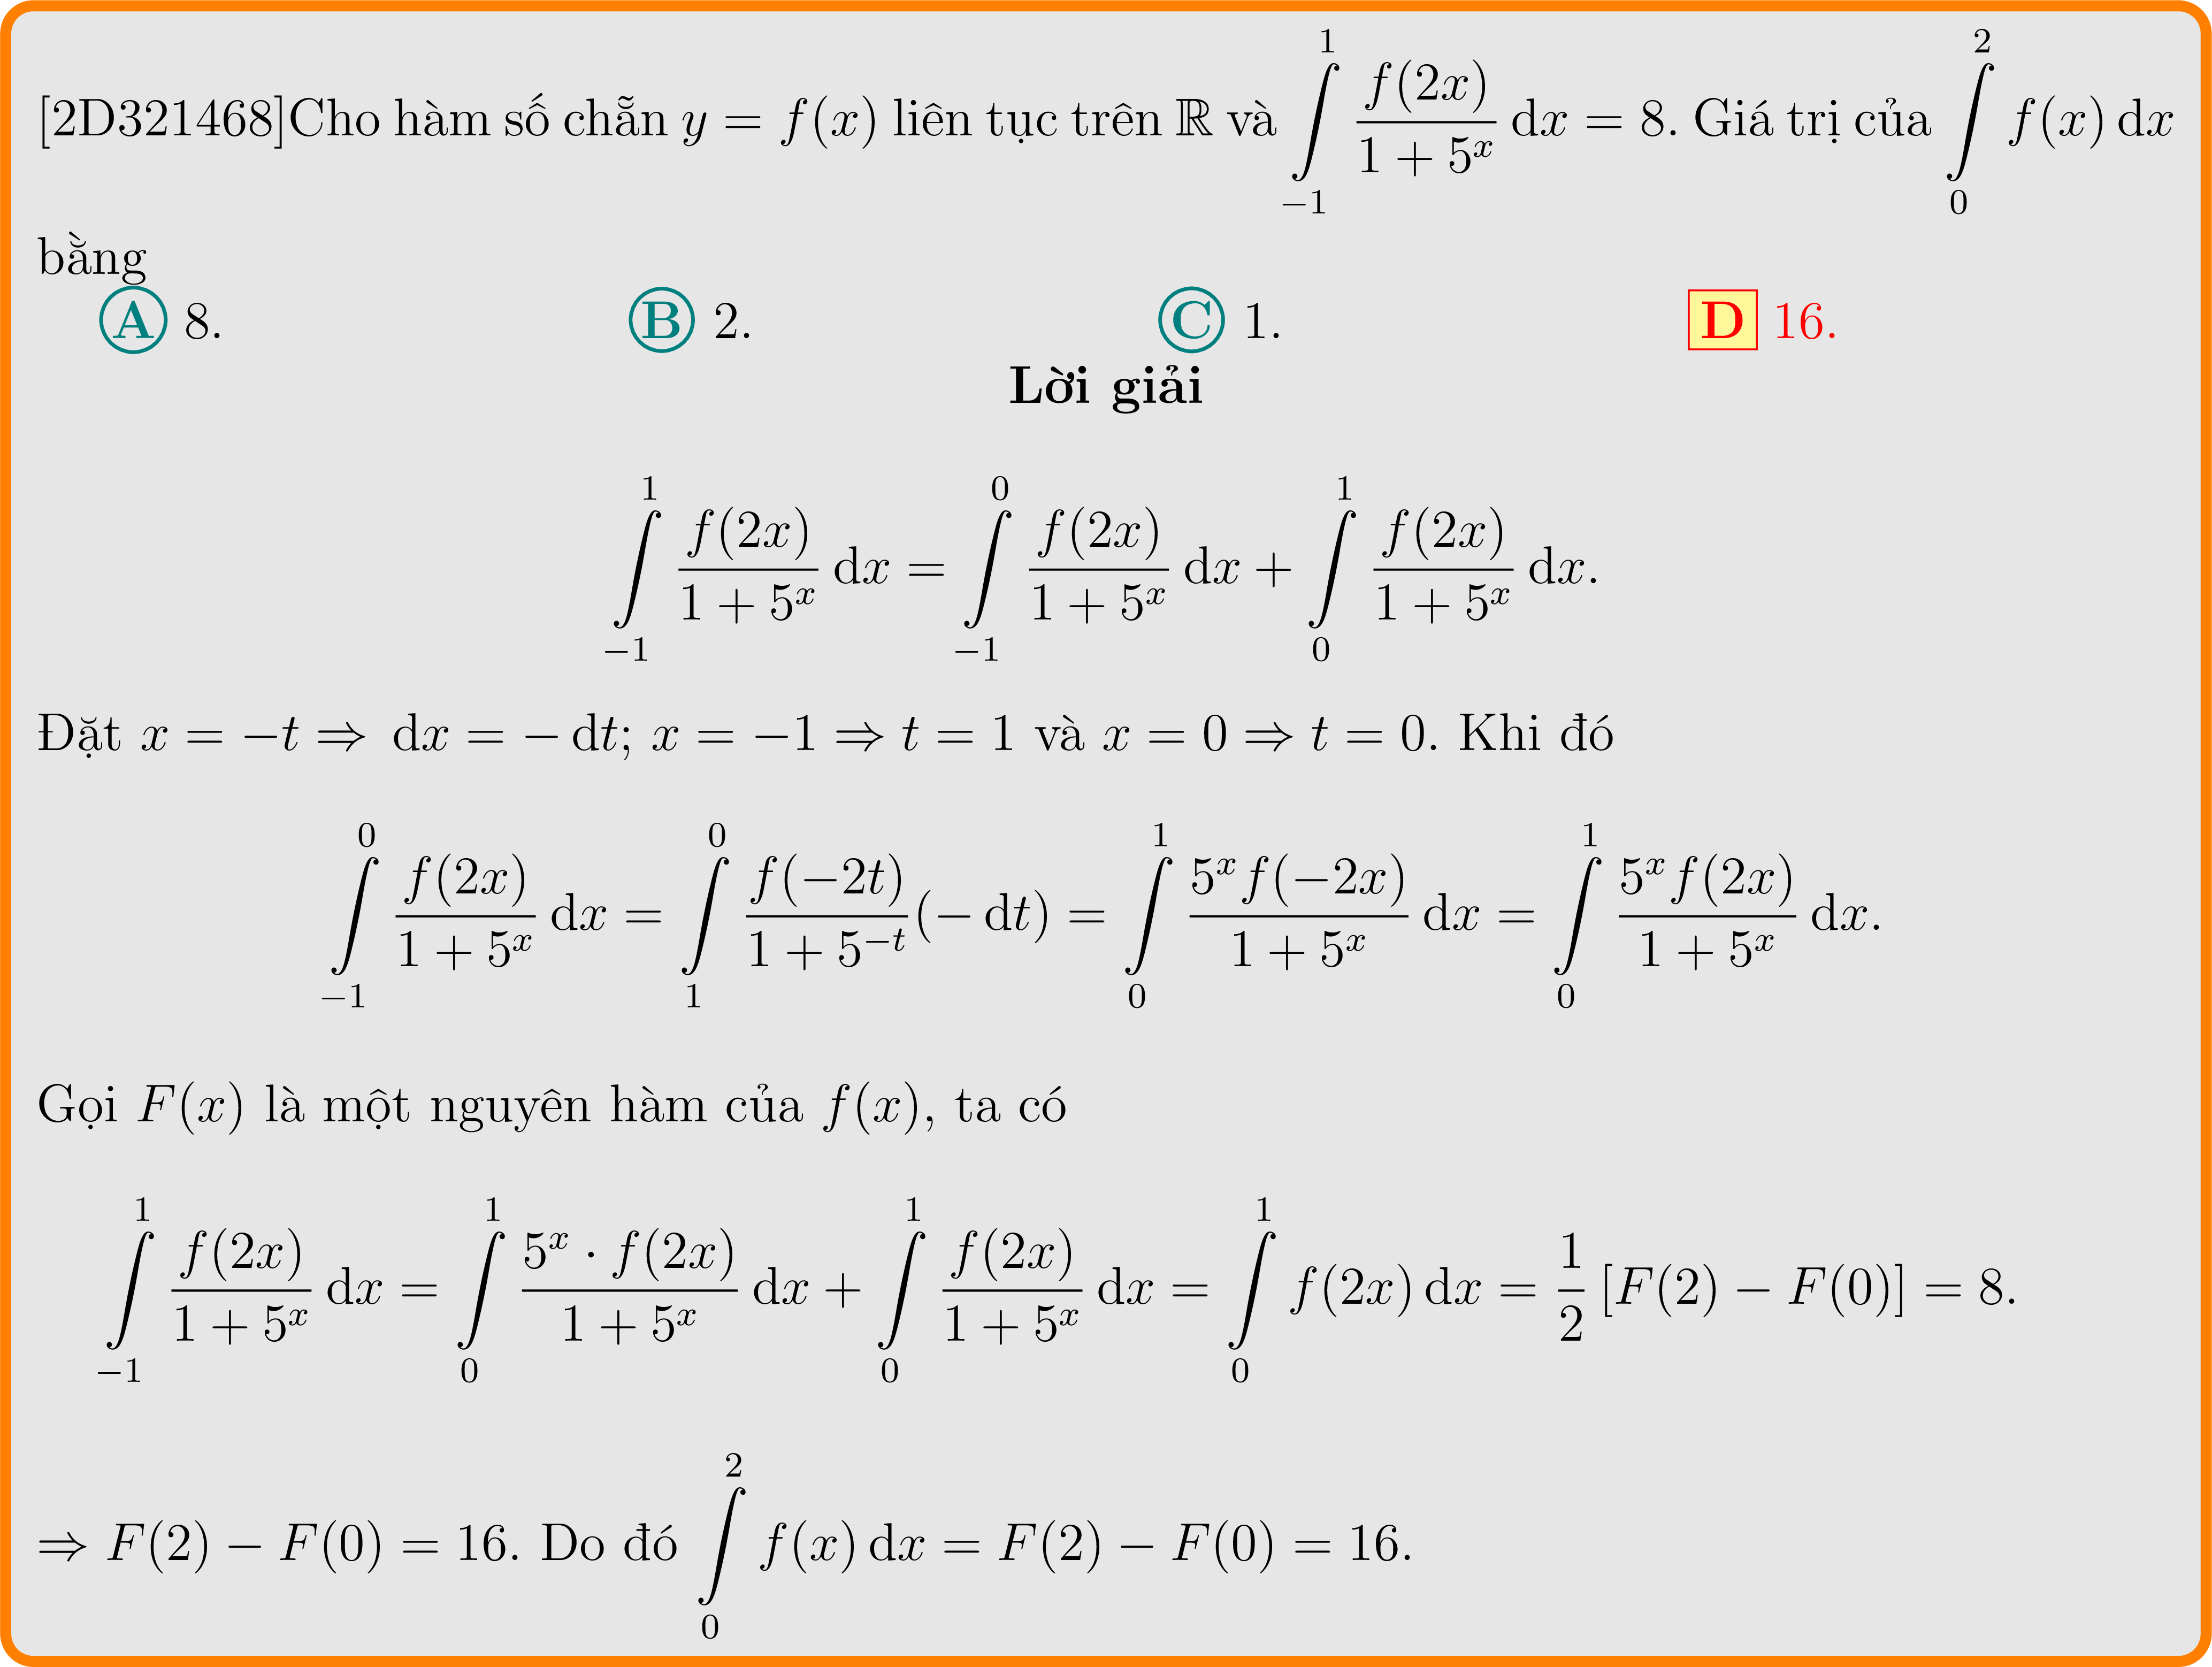 [2D321468]Cho hàm số chẵn $y = f(x)$ liên tục trên $\mathbb{R}$ và $\int\limits_{-1}^{1} \frac{f(2x)}{1+5^x} \mathrm{d}x = 8$. Giá trị của $\int\limits_{0}^{2} f(x) \mathrm{d}x$
bằng
A 8. B 2. C 1. D 16.
Lời giải
$\int\limits_{-1}^{1} \frac{f(2x)}{1+5^x} \mathrm{d}x = \int\limits_{-1}^{0} \frac{f(2x)}{1+5^x} \mathrm{d}x + \int\limits_{0}^{1} \frac{f(2x)}{1+5^x} \mathrm{d}x.$
Đặt $x = -t \Rightarrow \mathrm{d}x = -\mathrm{d}t$; $x = -1 \Rightarrow t = 1$ và $x = 0 \Rightarrow t = 0$. Khi đó
$\int\limits_{-1}^{0} \frac{f(2x)}{1+5^x} \mathrm{d}x = \int\limits_{1}^{0} \frac{f(-2t)}{1+5^{-t}} (-\mathrm{d}t) = \int\limits_{0}^{1} \frac{5^x f(-2x)}{1+5^x} \mathrm{d}x = \int\limits_{0}^{1} \frac{5^x f(2x)}{1+5^x} \mathrm{d}x.$
Gọi $F(x)$ là một nguyên hàm của $f(x)$, ta có
$\int\limits_{-1}^{1} \frac{f(2x)}{1+5^x} \mathrm{d}x = \int\limits_{0}^{1} \frac{5^x \cdot f(2x)}{1+5^x} \mathrm{d}x + \int\limits_{0}^{1} \frac{f(2x)}{1+5^x} \mathrm{d}x = \int\limits_{0}^{1} f(2x) \mathrm{d}x = \frac{1}{2} [F(2) - F(0)] = 8.$
$\Rightarrow F(2) - F(0) = 16$. Do đó $\int\limits_{0}^{2} f(x) \mathrm{d}x = F(2) - F(0) = 16.$